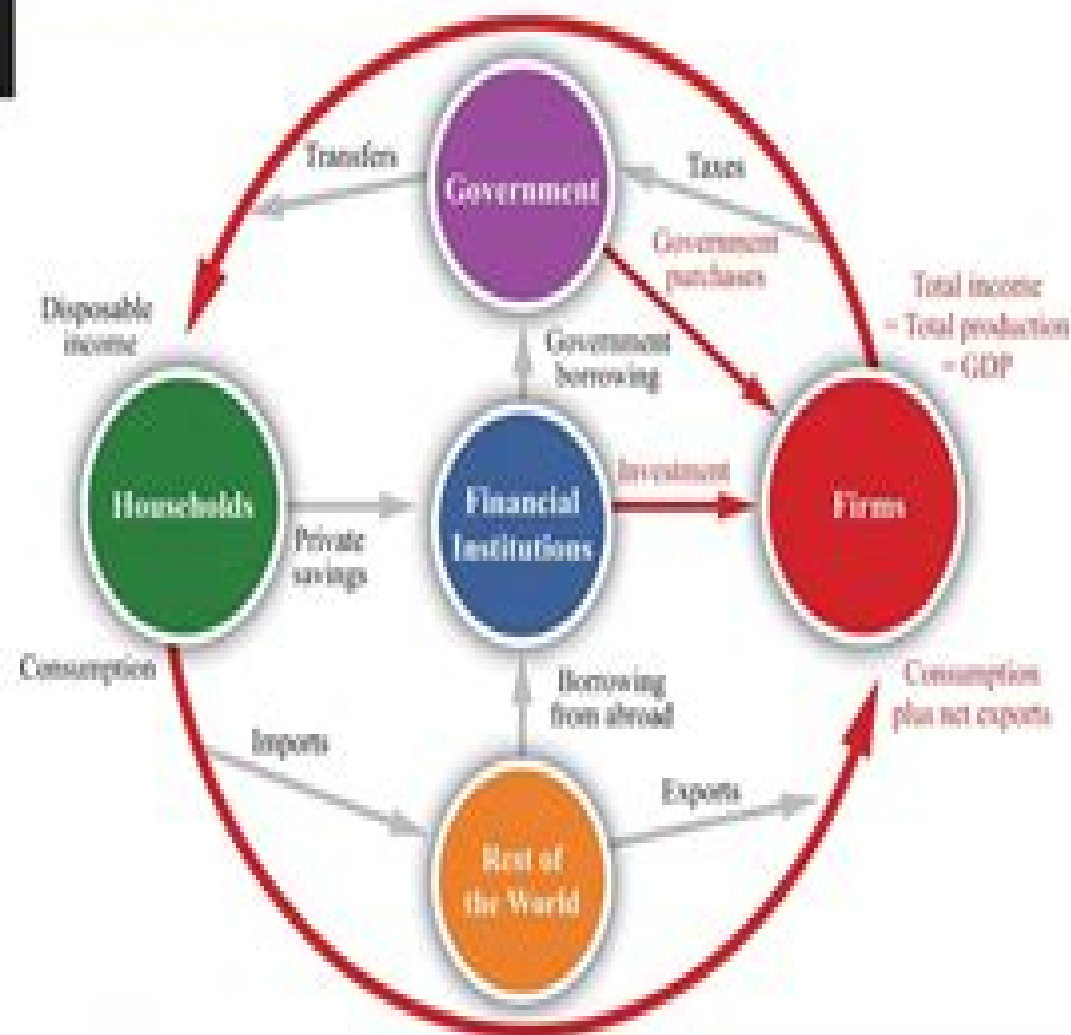 Transfers
Government
Taxes
Government
purchases
Total income
= Total production
= GDP
Disposable
income
Government
borrowing
Households
Financial
Institutions
Investment
Firms
Private
savings
Consumption
Borrowing
from abroad
Consumption
plus net exports
Imports
Exports
Rest of
the World